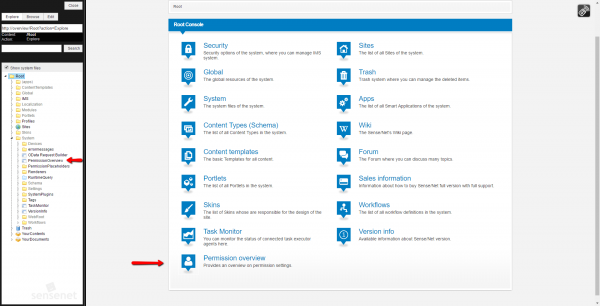 Close
Explore Browse Edit
http://overview/Root?action=Explore
Content: /Root
Action: Explore
Search
Show system files
Root
(apps)
ContentTemplates
Global
IMS
Localization
Modules
Portlets
Profiles
Sites
Skins
System
Devices
errormessages
OData Request Builder
PermissionOverview
PermissionPlaceholders
Renderers
RuntimeQuery
Schema
Settings
SystemPlugins
Tags
TaskMonitor
VersionInfo
WebRoot
Workflows
Trash
YourContents
YourDocuments
sensenet
Root
Root Console
Security
Security options of the system, where you can manage IMS system.
Sites
The list of all Sites of the system.
Global
The global resources of the system.
Trash
Trash system where you can manage the deleted items.
System
The system files of the system.
Apps
The list of all Smart Applications of the system.
Content Types (Schema)
The list of all Content Types in the system.
Wiki
The Sense/Net's Wiki page.
Content templates
The basic Templates for all content.
Forum
The Forum where you can discuss many topics.
Portlets
The list of all Portlets in the system.
Sales information
Information about how to buy Sense/Net full version with full support.
Skins
The list of Skins whose are responsible for the design of the site.
Workflows
The list of all workflow definitions in the system.
Task Monitor
You can monitor the status of connected task executor agents here.
Version info
Available information about Sense/Net version.
Permission overview
Provides an overview on permission settings.